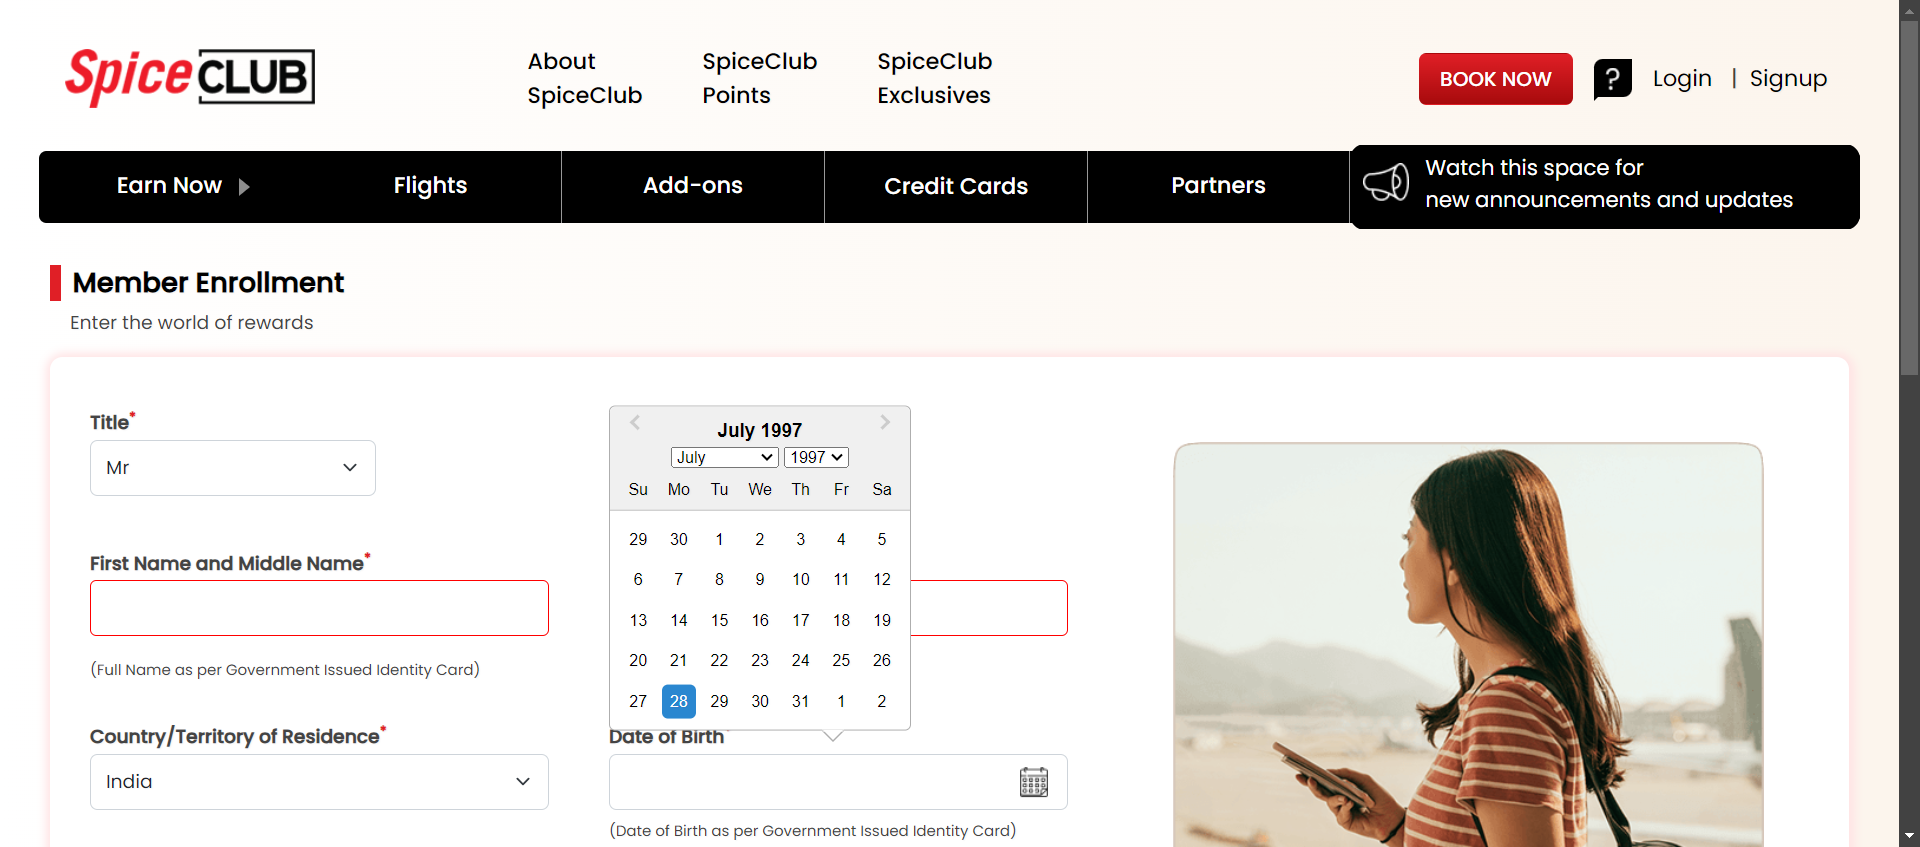 SpiceCLUB
About SpiceClub
SpiceClub Points
SpiceClub Exclusives
BOOK NOW
?
Login | Signup
Earn Now
Flights
Add-ons
Credit Cards
Partners
Watch this space for
new announcements and updates
Member Enrollment
Enter the world of rewards
Title*
Mr
July 1997
July 1997
Su Mo Tu We Th Fr Sa
29 30 1 2 3 4 5
6 7 8 9 10 11 12
13 14 15 16 17 18 19
20 21 22 23 24 25 26
27 28 29 30 31 1 2
First Name and Middle Name*
(Full Name as per Government Issued Identity Card)
Country/Territory of Residence*
India
Date of Birth
(Date of Birth as per Government Issued Identity Card)